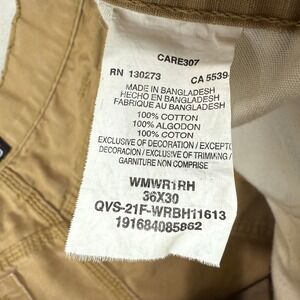 CARE307
RN 130273 CA 5539
MADE IN BANGLADESH
HECHO EN BANGLADESH
FABRIQUE AU BANGLADESH
100% COTTON
100% ALGODON
100% COTON
EXCLUSIVE OF DECORATION / EXCEPTO
DECORACION / EXCLUSIVE OF TRIMMING /
GARNITURE NON COMPRISE
WMWR1RH
36X30
QVS-21F-WRBH11613
191684085862